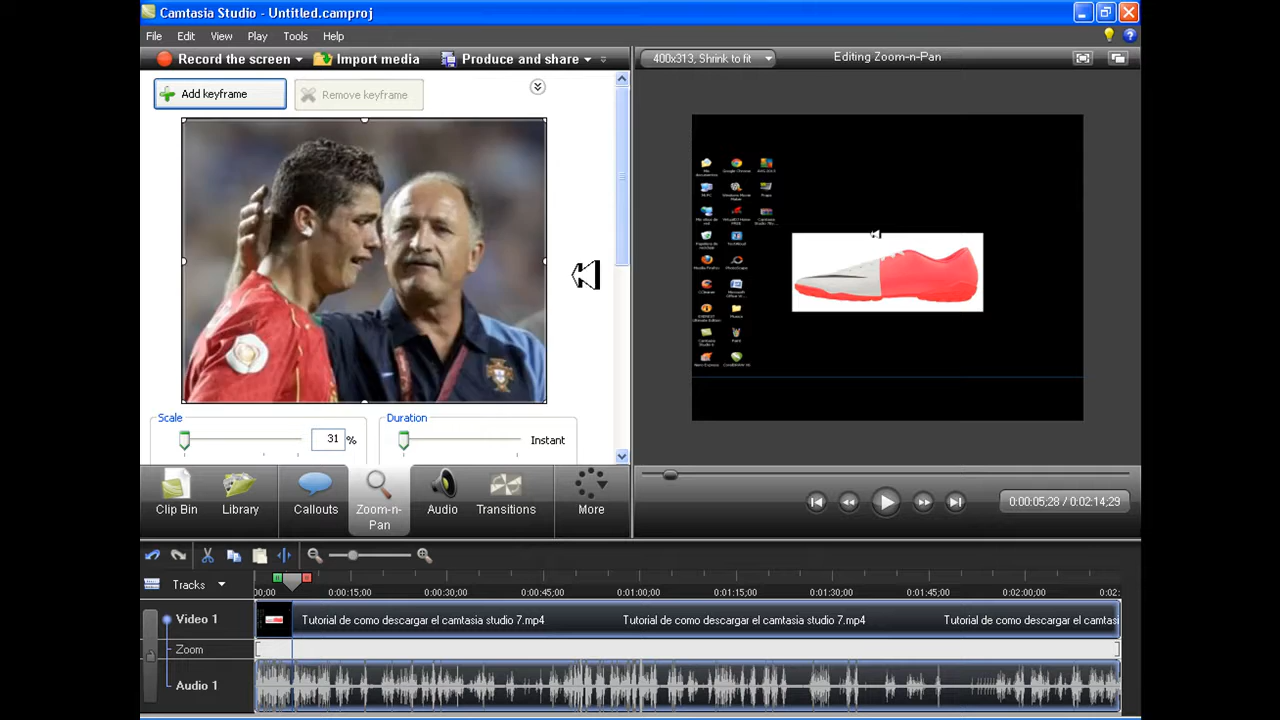 Camtasia Studio - Untitled.camproj
File Edit View Play Tools Help
Record the screen Import media Produce and share
400x313, Shrink to fit
Editing Zoom-n-Pan
Add keyframe
Remove keyframe
Scale
31 %
Duration
Instant
Clip Bin
Library
Callouts
Zoom-n-Pan
Audio
Transitions
More
0:00:05;28 / 0:02:14;29
Tracks
00;00 0:00:15;00 0:00:30;00 0:00:45;00 0:01:00;00 0:01:15;00 0:01:30;00 0:01:45;00 0:02:00;00 0:02:
Video 1
Tutorial de como descargar el camtasia studio 7.mp4 Tutorial de como descargar el camtasia studio 7.mp4 Tutorial de como descargar el camtas
Zoom
Audio 1